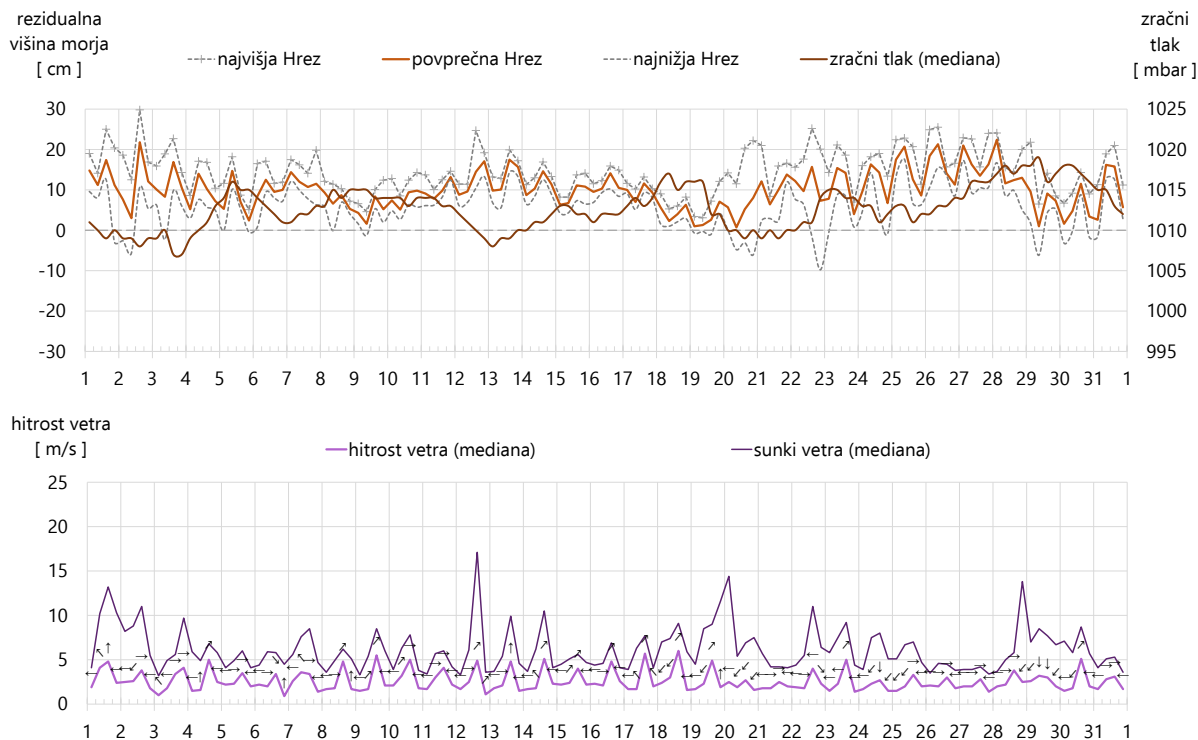 rezidualna
višina morja
[ cm ]
zračni
tlak
[ mbar ]
najvišja Hrez povprečna Hrez najnižja Hrez zračni tlak (mediana)
30 1025
20 1020
10 1015
0 1010
-10 1005
-20 1000
-30 995
1 2 3 4 5 6 7 8 9 10 11 12 13 14 15 16 17 18 19 20 21 22 23 24 25 26 27 28 29 30 31 1
hitrost vetra
[ m/s ]
hitrost vetra (mediana) sunki vetra (mediana)
25
20
15
10
5
0
1 2 3 4 5 6 7 8 9 10 11 12 13 14 15 16 17 18 19 20 21 22 23 24 25 26 27 28 29 30 31 1